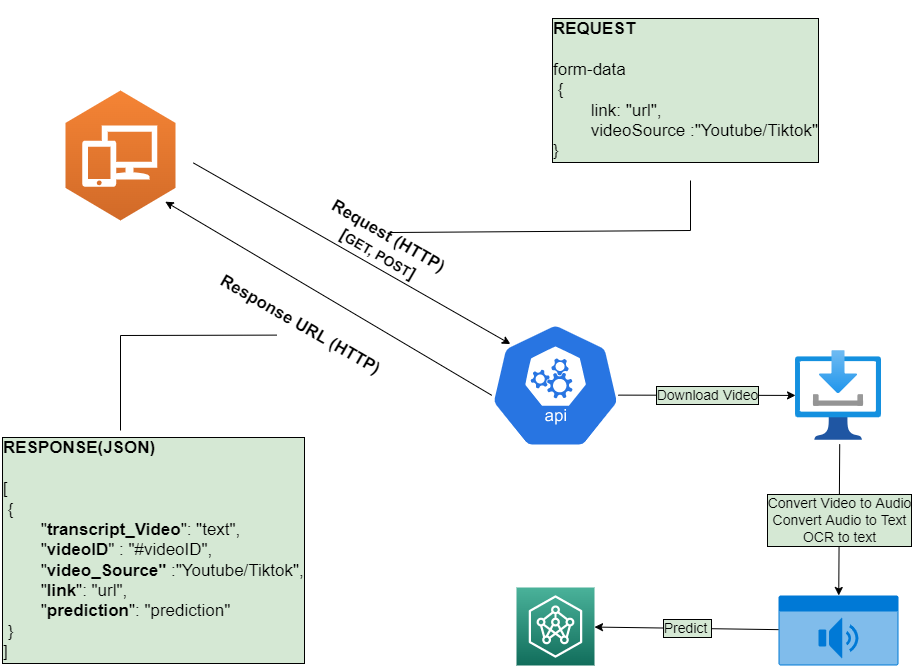 REQUEST
form-data
{
link: "url",
videoSource :"Youtube/Tiktok"
}
Request (HTTP)
[GET, POST]
Response URL (HTTP)
api
Download Video
RESPONSE(JSON)
[
{
"transcript_Video": "text",
"videoID" : "#videoID",
"video_Source" :"Youtube/Tiktok",
"link": "url",
"prediction": "prediction"
}
]
Convert Video to Audio
Convert Audio to Text
OCR to text
Predict